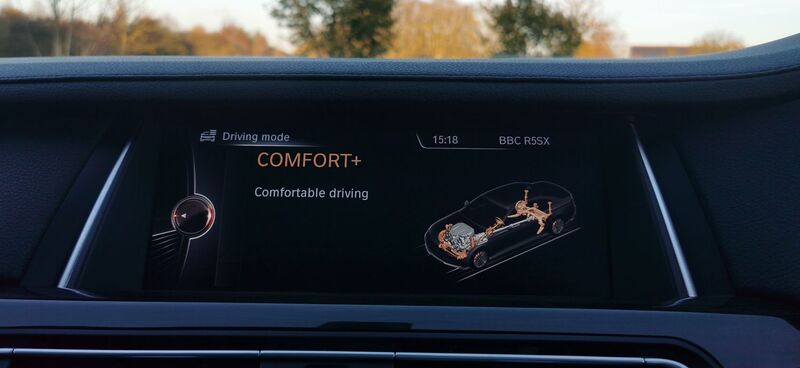 Driving mode
15:18
BBC R5SX
COMFORT+
Comfortable driving